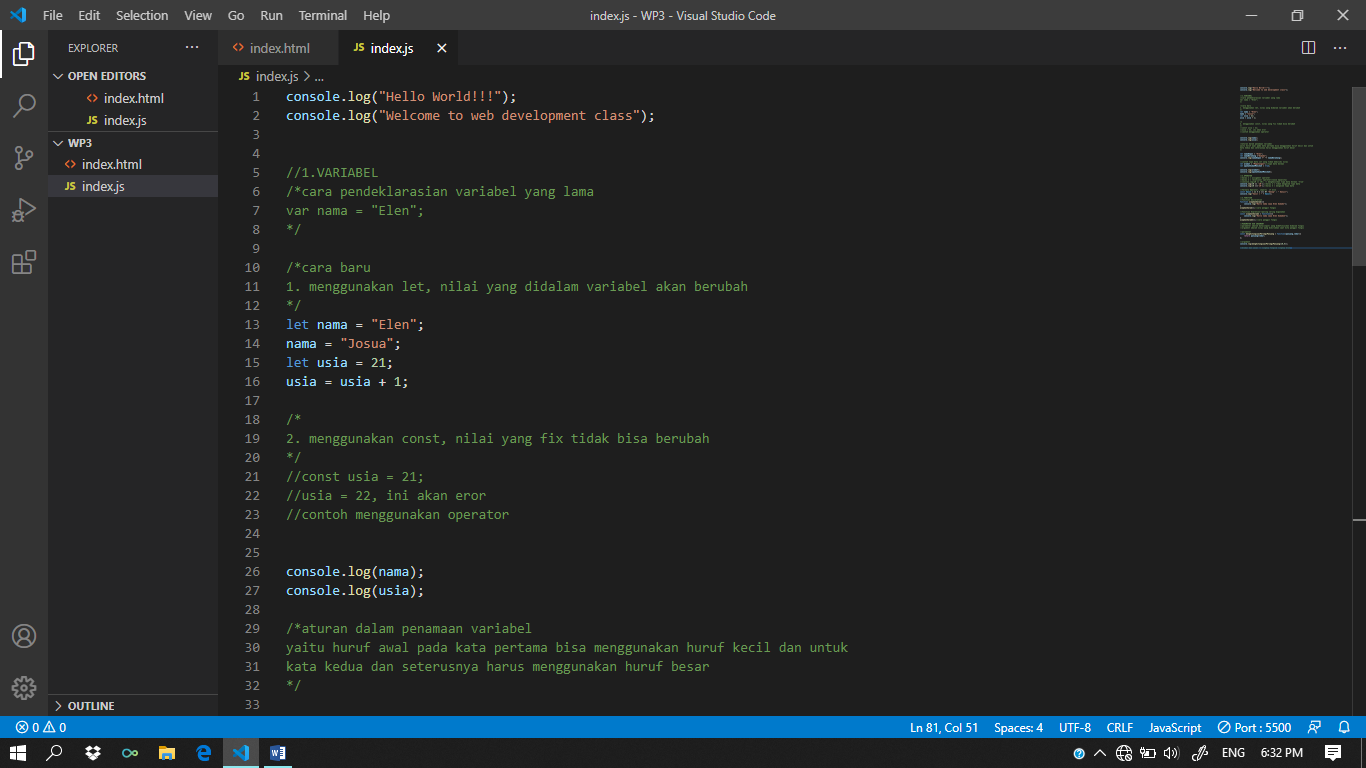 File Edit Selection View Go Run Terminal Help index.js - WP3 - Visual Studio Code
EXPLORER ...
OPEN EDITORS
<> index.html
JS index.js
WP3
<> index.html
JS index.js
OUTLINE
<> index.html JS index.js
JS index.js > ...
1 console.log("Hello World!!!");
2 console.log("Welcome to web development class");
3
4
5 //1.VARIABEL
6 /*cara pendeklarasian variabel yang lama
7 var nama = "Elen";
8 */
9
10 /*cara baru
11 1. menggunakan let, nilai yang didalam variabel akan berubah
12 */
13 let nama = "Elen";
14 nama = "Josua";
15 let usia = 21;
16 usia = usia + 1;
17
18 /*
19 2. menggunakan const, nilai yang fix tidak bisa berubah
20 */
21 //const usia = 21;
22 //usia = 22, ini akan eror
23 //contoh menggunakan operator
24
25
26 console.log(nama);
27 console.log(usia);
28
29 /*aturan dalam penamaan variabel
30 yaitu huruf awal pada kata pertama bisa menggunakan huruf kecil dan untuk
31 kata kedua dan seterusnya harus menggunakan huruf besar
32 */
33
0 0 Ln 81, Col 51 Spaces: 4 UTF-8 CRLF JavaScript Port : 5500
ENG 6:32 PM